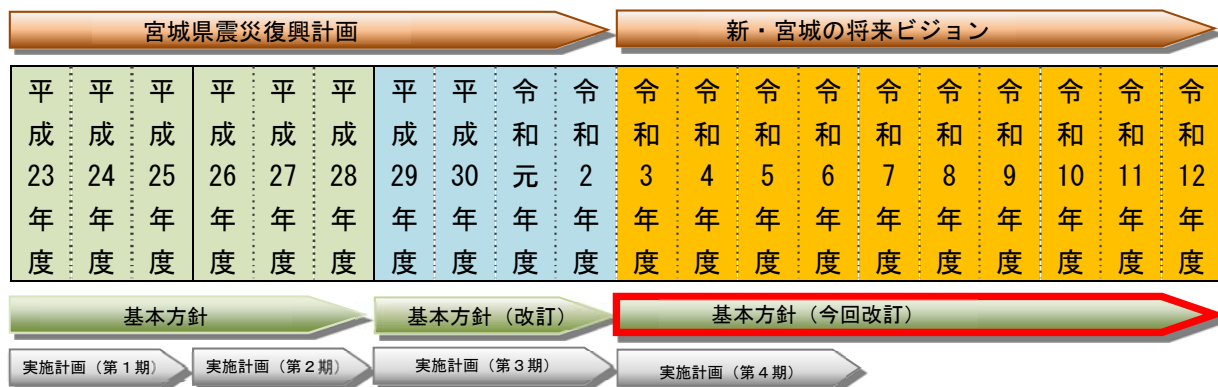 宮城県震災復興計画
新・宮城の将来ビジョン
平成23年度
平成24年度
平成25年度
平成26年度
平成27年度
平成28年度
平成29年度
平成30年度
令和元年度
令和2年度
令和3年度
令和4年度
令和5年度
令和6年度
令和7年度
令和8年度
令和9年度
令和10年度
令和11年度
令和12年度
基本方針
基本方針（改訂）
基本方針（今回改訂）
実施計画（第１期）
実施計画（第２期）
実施計画（第３期）
実施計画（第４期）